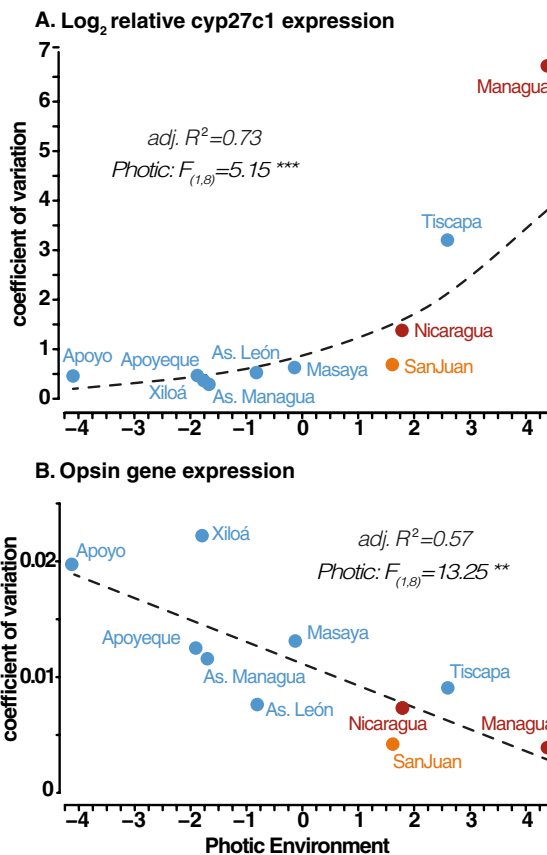 A. Log2 relative cyp27c1 expression
coefficient of variation
7
6
5
4
3
2
1
0
Managua
adj. R²=0.73
Photic: F(1,8)=5.15 ***
Tiscapa
Nicaragua
As. León
Apoyo
Apoyeque
Masaya
SanJuan
Xiloá
As. Managua
−4 −3 −2 −1 0 1 2 3 4
B. Opsin gene expression
coefficient of variation
0.02
0.01
0
Xiloá
adj. R²=0.57
Apoyo
Photic: F(1,8)=13.25 **
Apoyeque
Masaya
As. Managua
Tiscapa
As. León
Nicaragua
Managua
SanJuan
−4 −3 −2 −1 0 1 2 3 4
Photic Environment